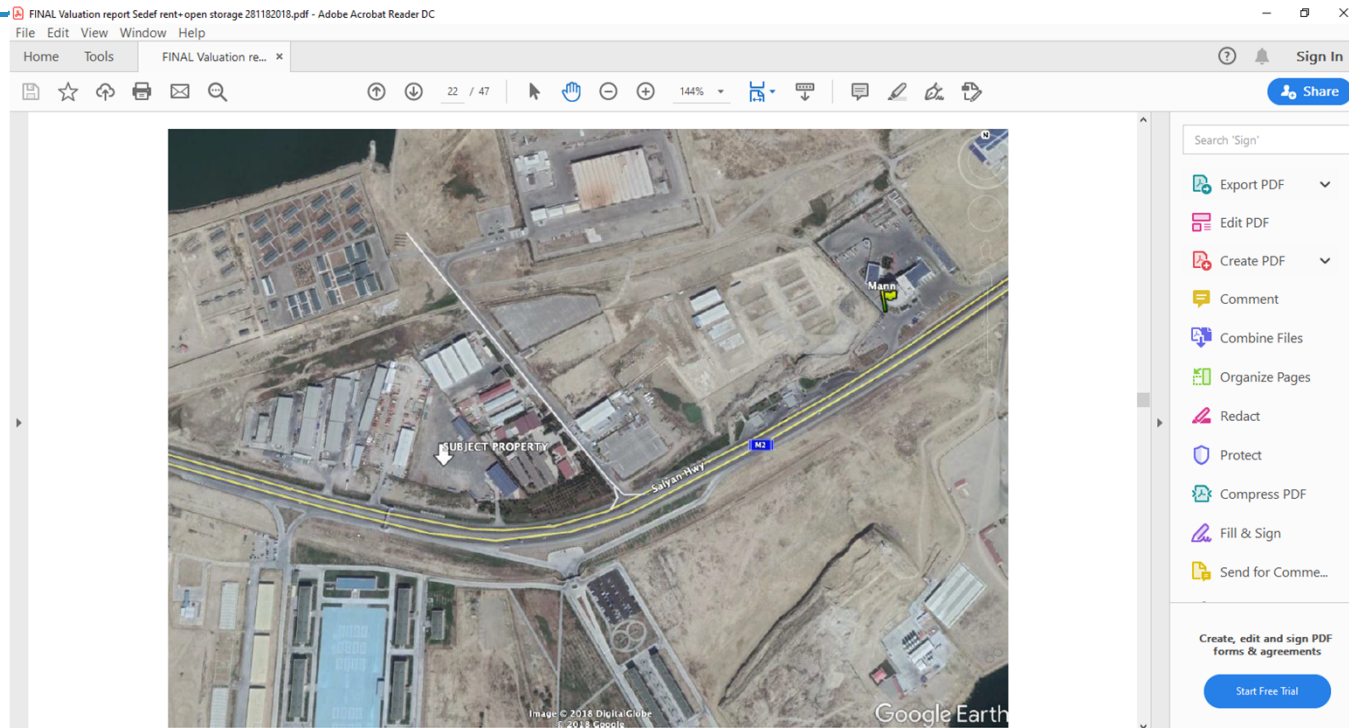 FINAL Valuation report Sedef rent+open storage 281182018.pdf - Adobe Acrobat Reader DC
File Edit View Window Help
Home Tools FINAL Valuation re... × Sign In
22 / 47 144% Share
N
Search 'Sign'
Export PDF
Edit PDF
Create PDF
Mann
Comment
Combine Files
Organize Pages
Redact
SUBJECT PROPERTY
M2
Protect
Salyan Hwy
Compress PDF
Fill & Sign
Send for Comme...
Create, edit and sign PDF
forms & agreements
Start Free Trial
Image © 2018 DigitalGlobe
© 2018 Google
Google Earth